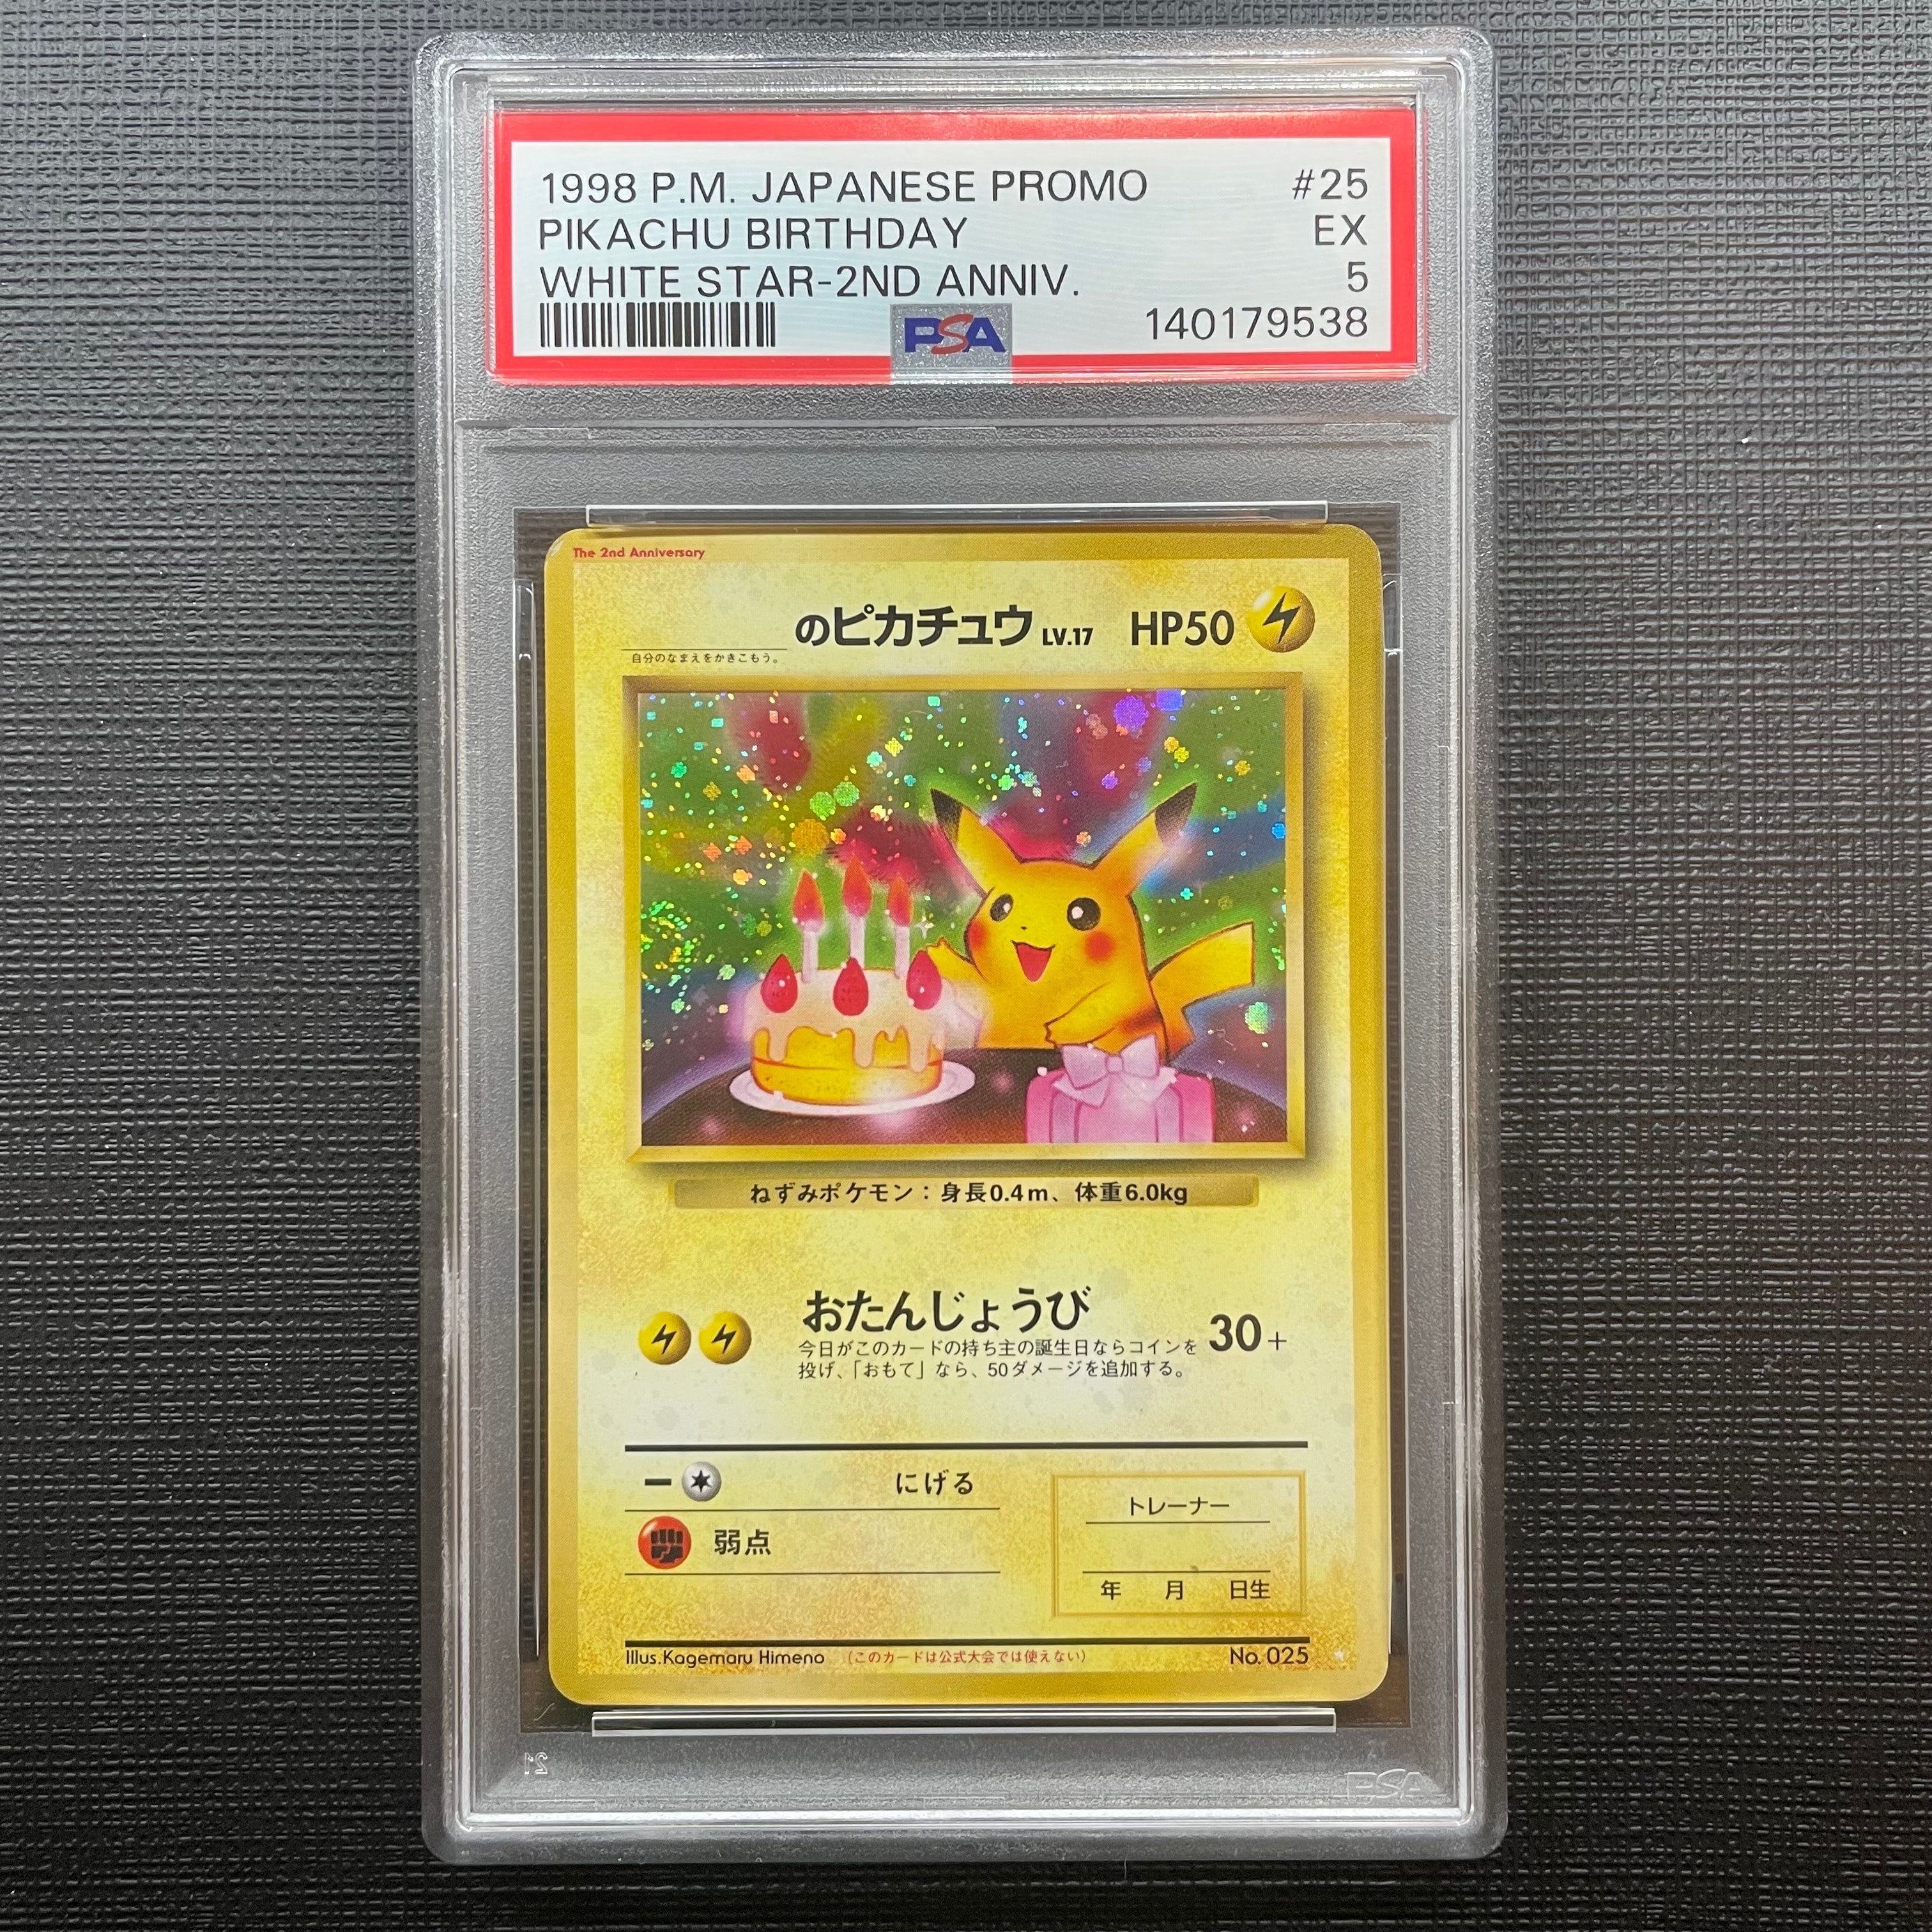 1998 P.M. JAPANESE PROMO #25
PIKACHU BIRTHDAY EX
WHITE STAR-2ND ANNIV. 5
PSA 140179538
The 2nd Anniversary
のピカチュウ LV.17 HP50
自分のなまえをかきこもう。
ねずみポケモン：身長0.4m、体重6.0kg
おたんじょうび 30+
今日がこのカードの持ち主の誕生日ならコインを
投げ、「おもて」なら、50ダメージを追加する。
にげる
トレーナー
弱点
年 月 日生
Illus.Kagemaru Himeno （このカードは公式大会では使えない） No. 025
21
PSA